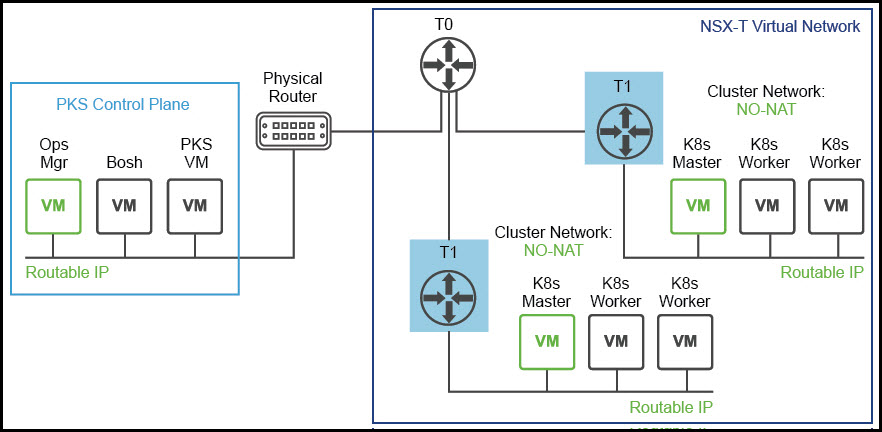 T0
NSX-T Virtual Network
Physical
Router
PKS Control Plane
Ops
Mgr
Bosh
PKS
VM
VM
VM
VM
Routable IP
T1
Cluster Network:
NO-NAT
K8s
Master
K8s
Worker
K8s
Worker
VM
VM
VM
Routable IP
T1
Cluster Network:
NO-NAT
K8s
Master
K8s
Worker
K8s
Worker
VM
VM
VM
Routable IP